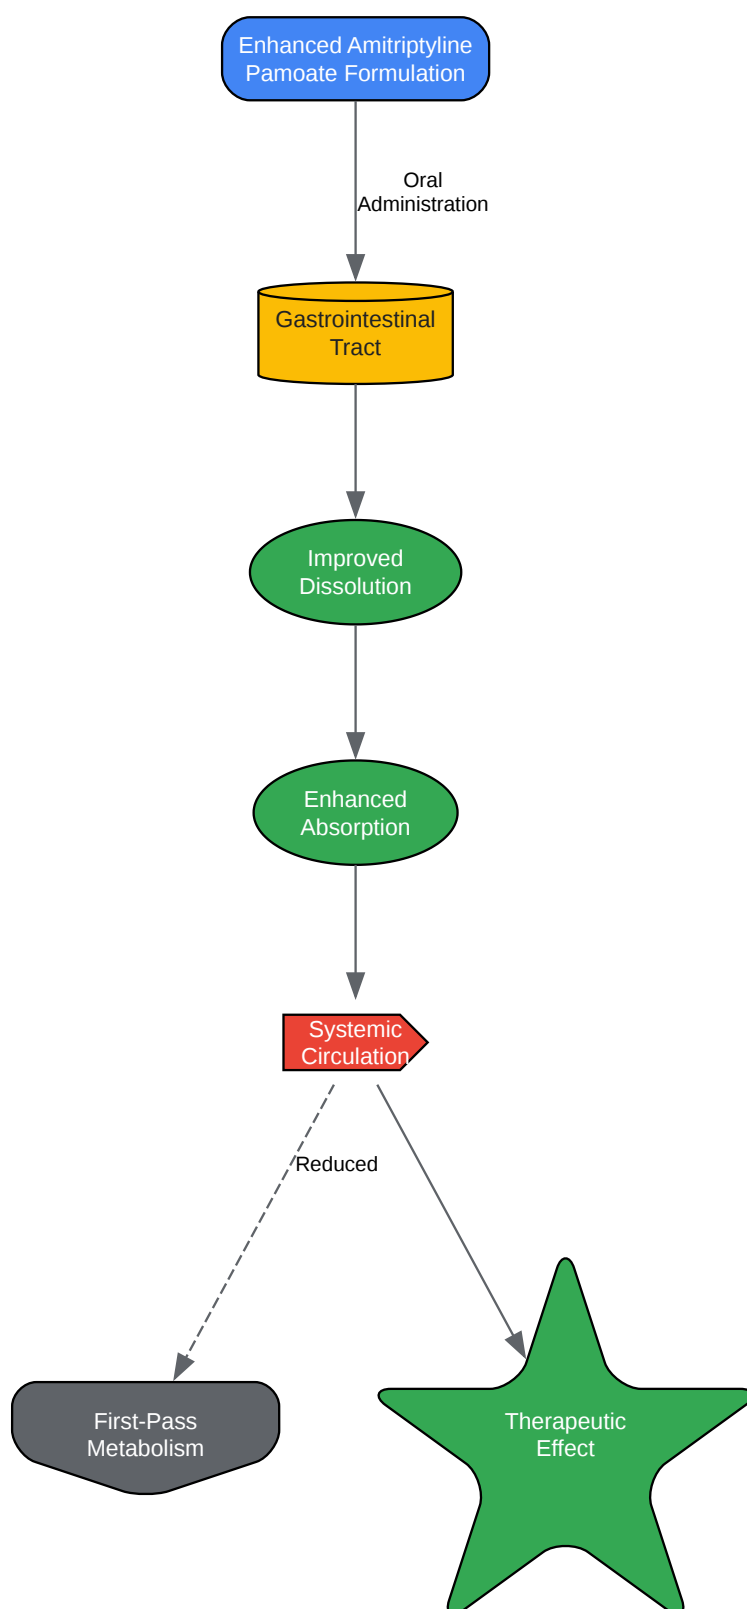 Enhanced Amitriptyline
Pamoate Formulation
Oral
Administration
Gastrointestinal
Tract
Improved
Dissolution
Enhanced
Absorption
Systemic
Circulation
Reduced
First-Pass
Metabolism
Therapeutic
Effect